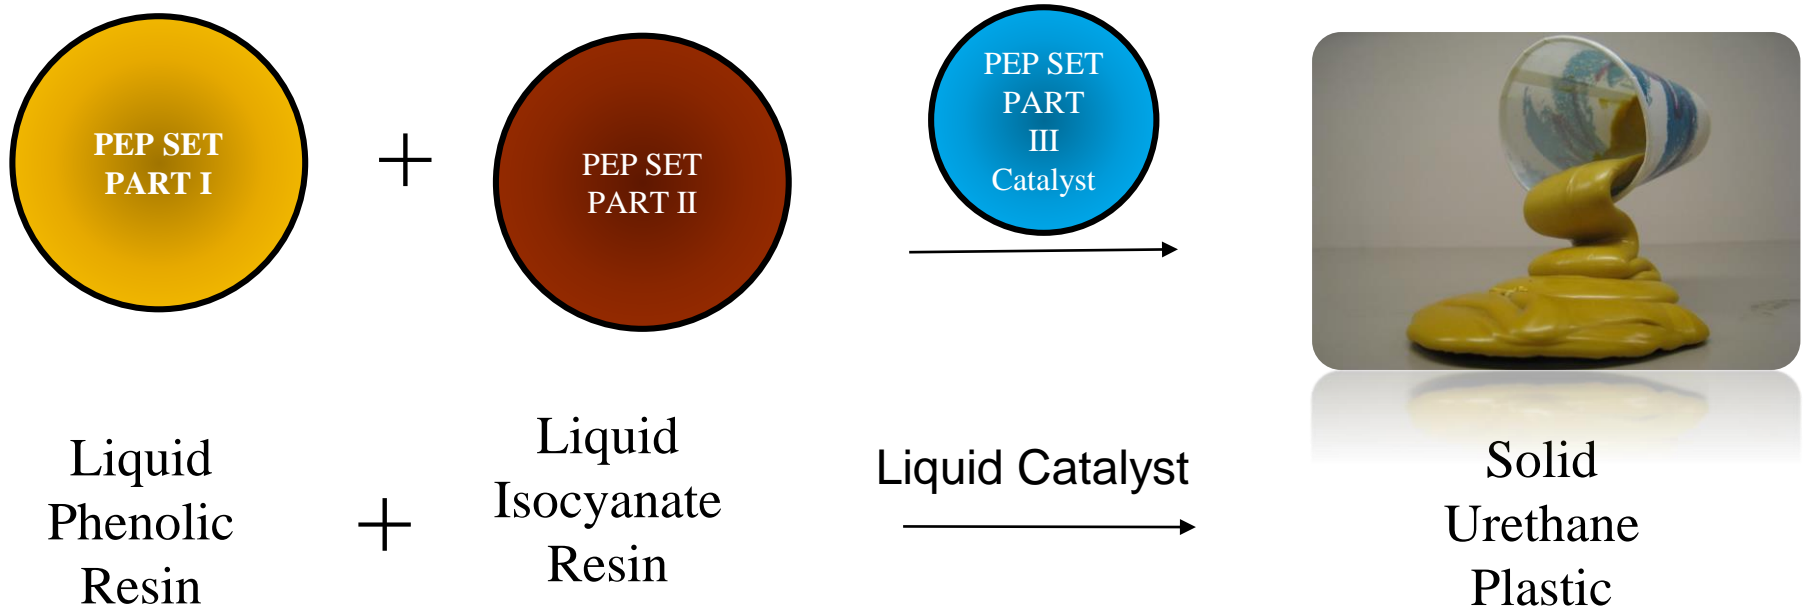 PEP SET
PART I
+
PEP SET
PART II
PEP SET
PART
III
Catalyst
Liquid
Phenolic
Resin
+
Liquid
Isocyanate
Resin
Liquid Catalyst
Solid
Urethane
Plastic